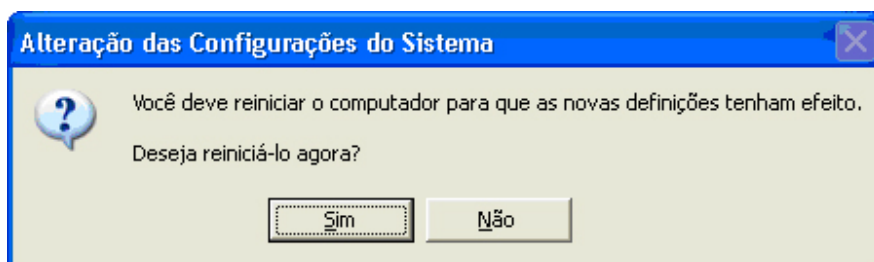 Alteração das Configurações do Sistema
Você deve reiniciar o computador para que as novas definições tenham efeito.
Deseja reiniciá-lo agora?
Sim Não